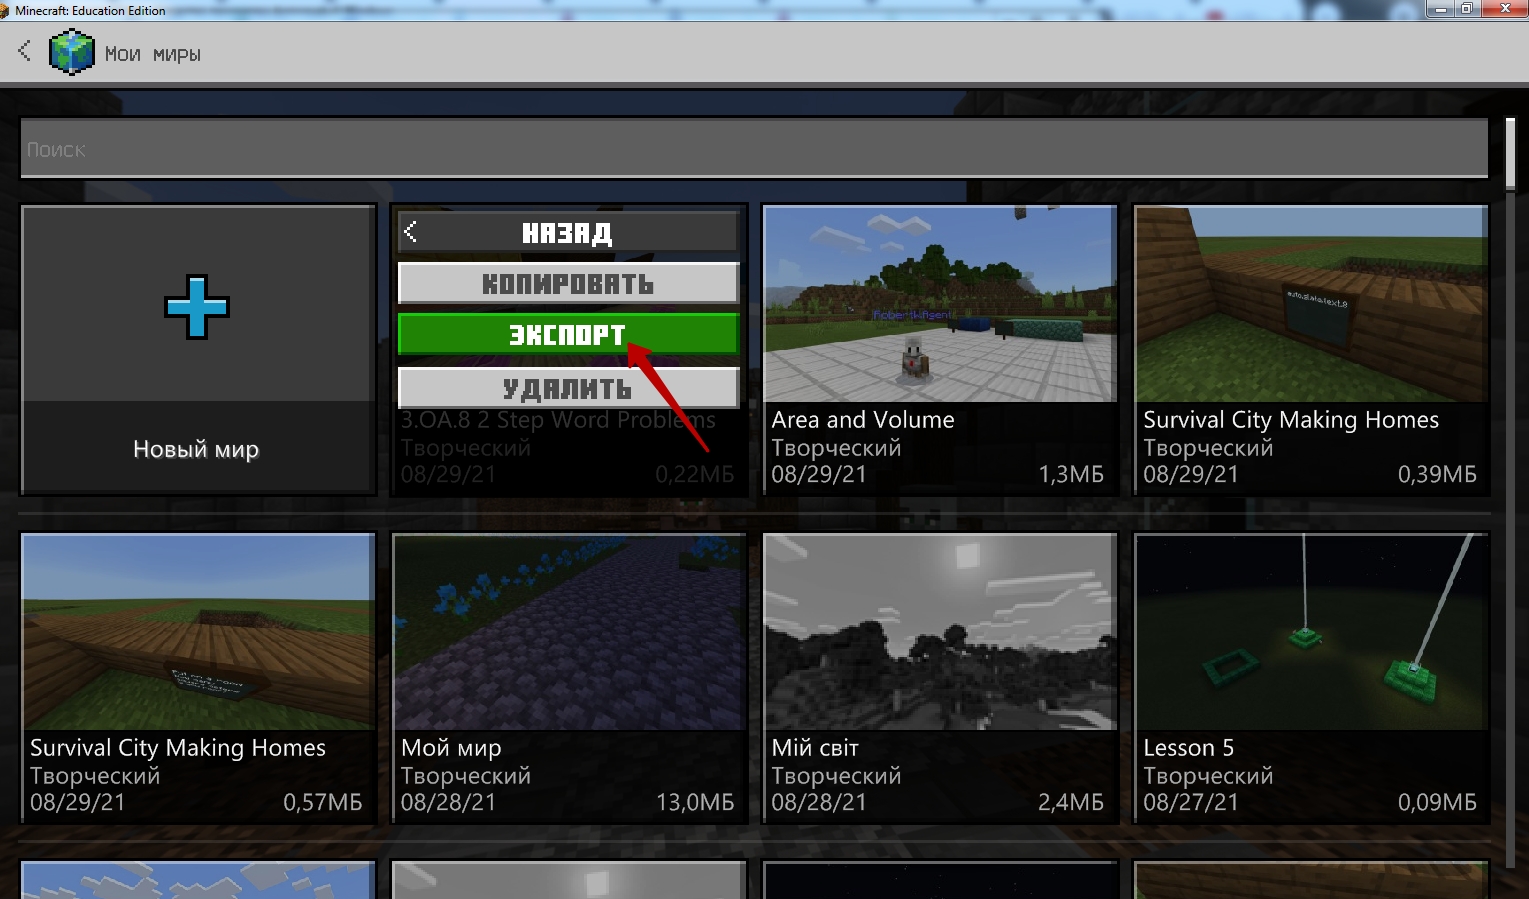 Minecraft: Education Edition
Мои миры
Поиск
Новый мир
НАЗАД
КОПИРОВАТЬ
ЭКСПОРТ
УДАЛИТЬ
3.OA.8 2 Step Word Problems
Творческий
08/29/21 0,22МБ
Area and Volume
Творческий
08/29/21 1,3МБ
Survival City Making Homes
Творческий
08/29/21 0,39МБ
Survival City Making Homes
Творческий
08/29/21 0,57МБ
Мой мир
Творческий
08/28/21 13,0МБ
Мій світ
Творческий
08/28/21 2,4МБ
Lesson 5
Творческий
08/27/21 0,09МБ